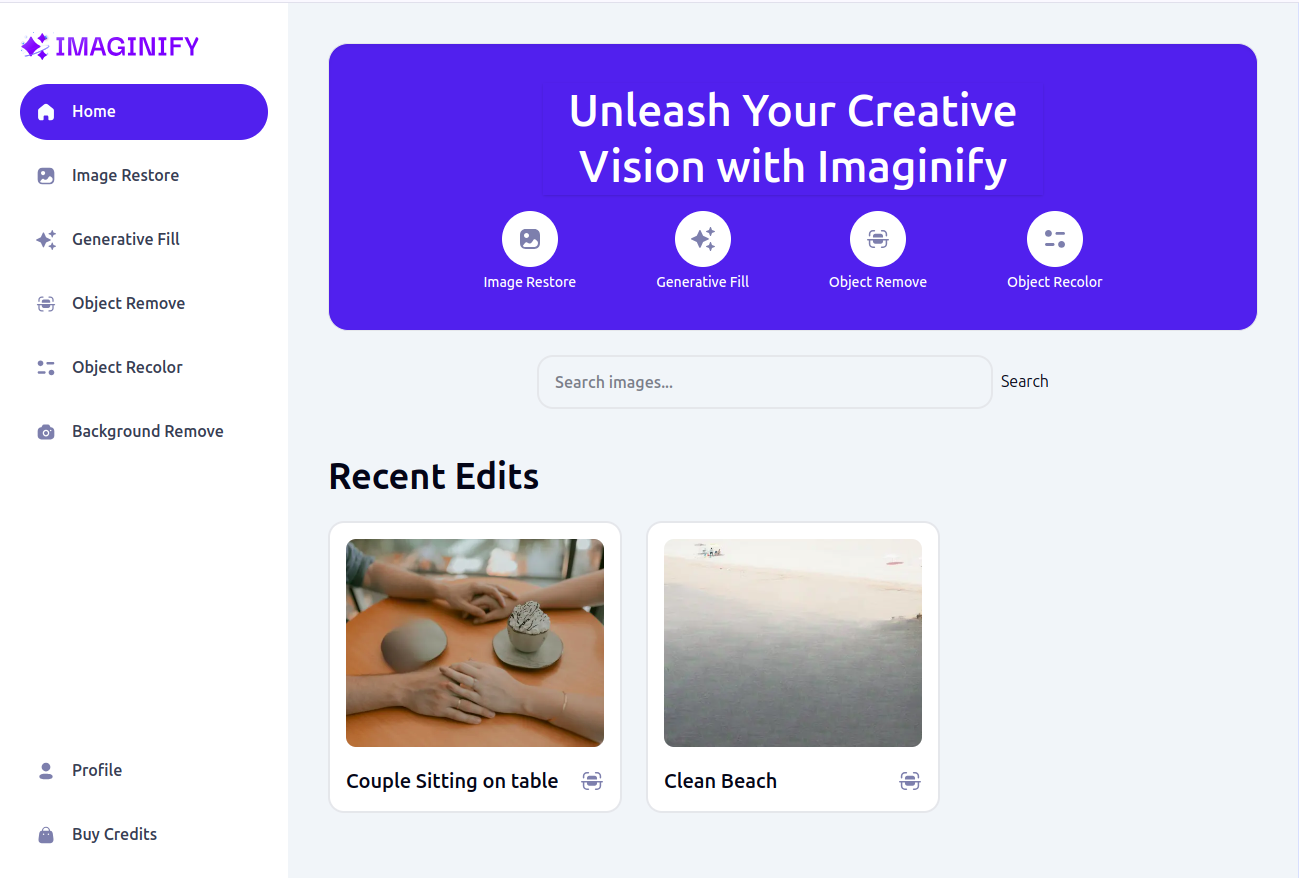 IMAGINIFY
Home
Image Restore
Generative Fill
Object Remove
Object Recolor
Background Remove
Profile
Buy Credits
Unleash Your Creative
Vision with Imaginify
Image Restore
Generative Fill
Object Remove
Object Recolor
Search images...
Search
Recent Edits
Couple Sitting on table
Clean Beach